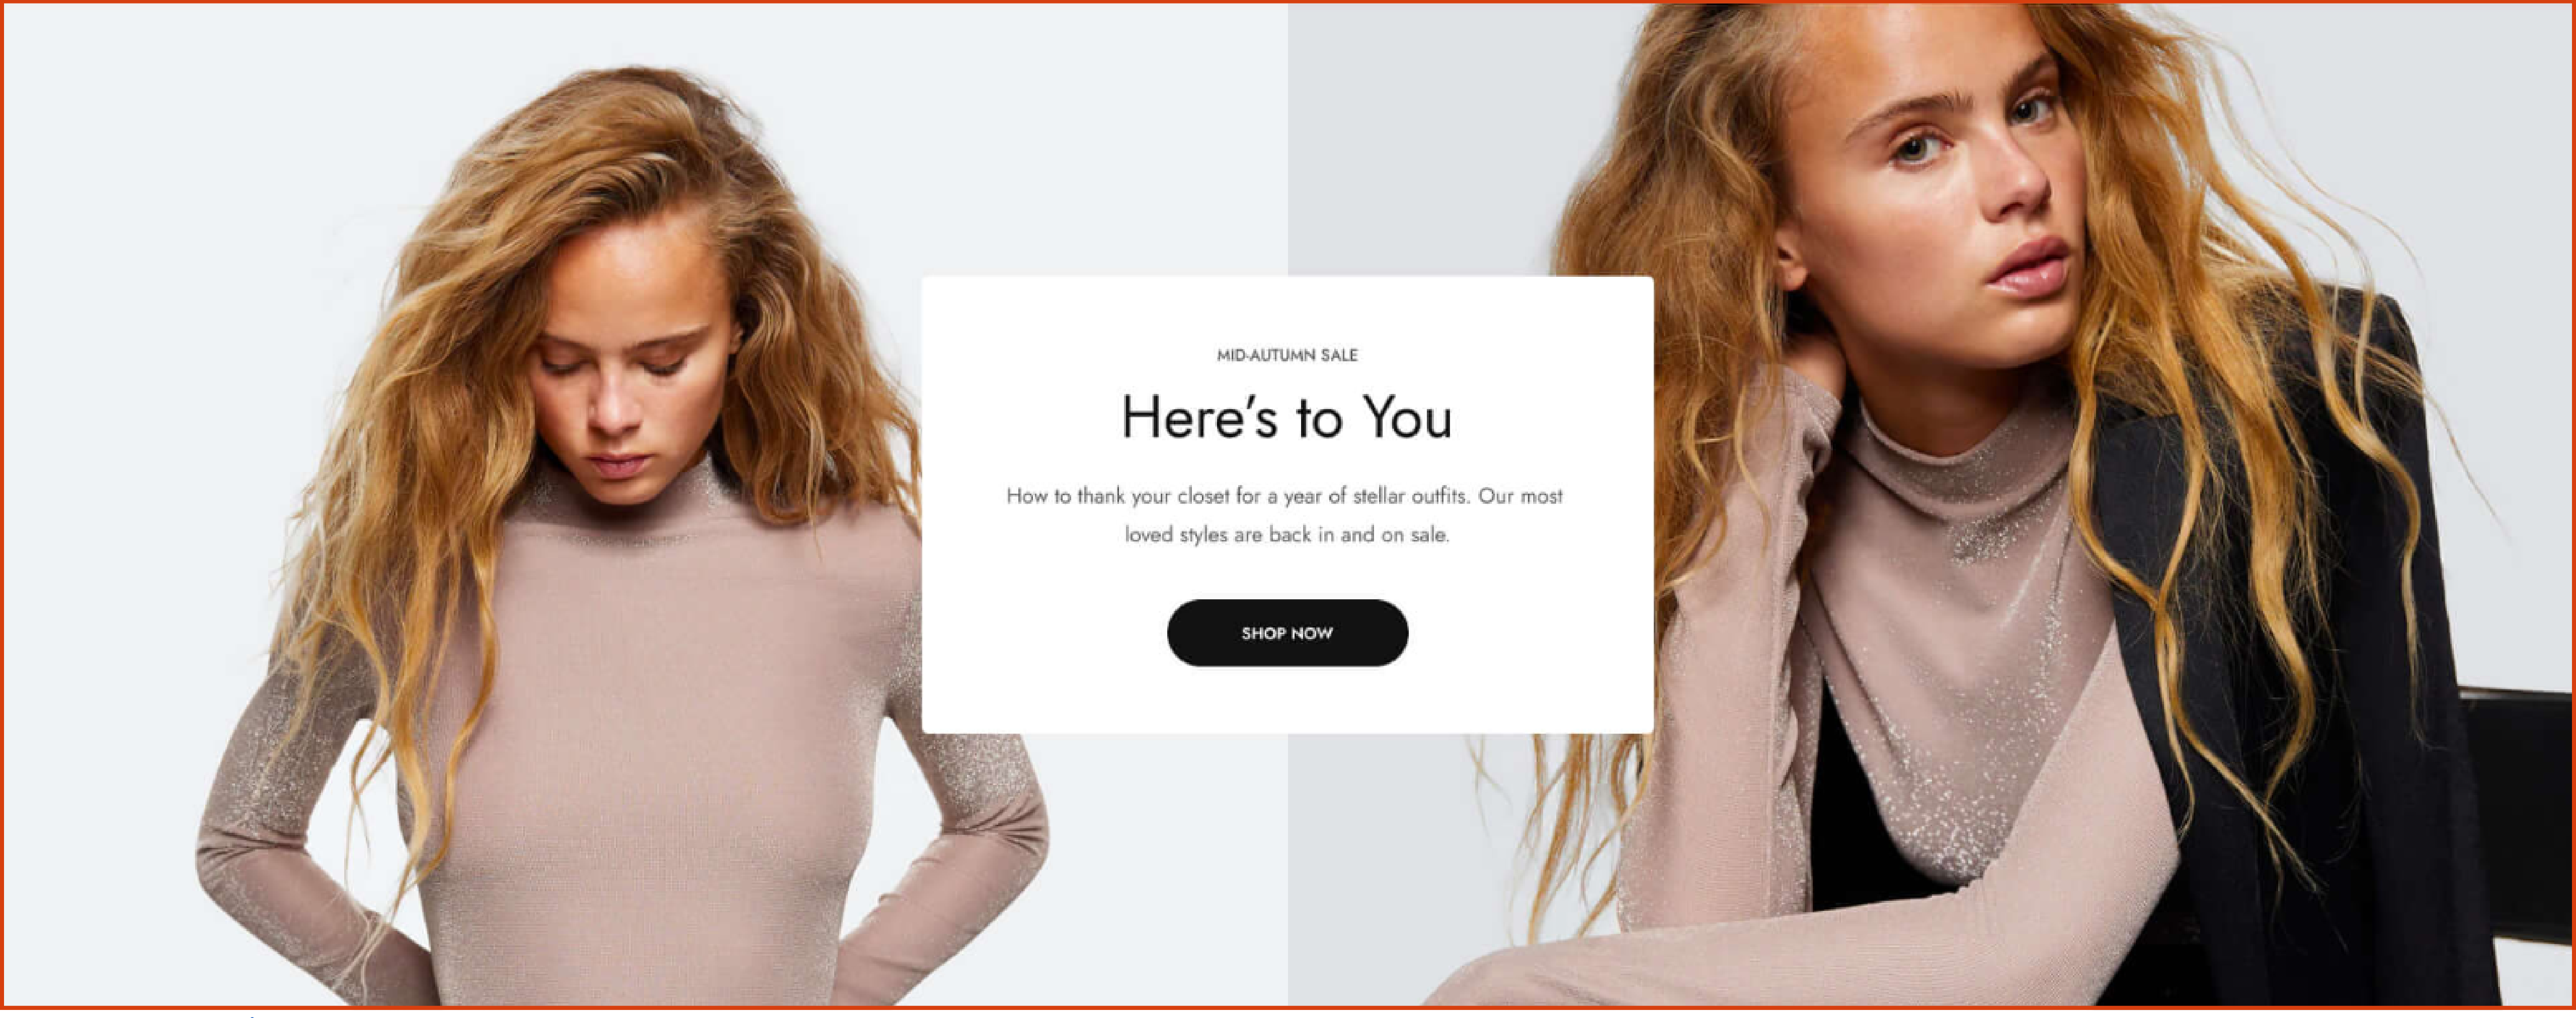 MID-AUTUMN SALE
Here's to You
How to thank your closet for a year of stellar outfits. Our most
loved styles are back in and on sale.
SHOP NOW